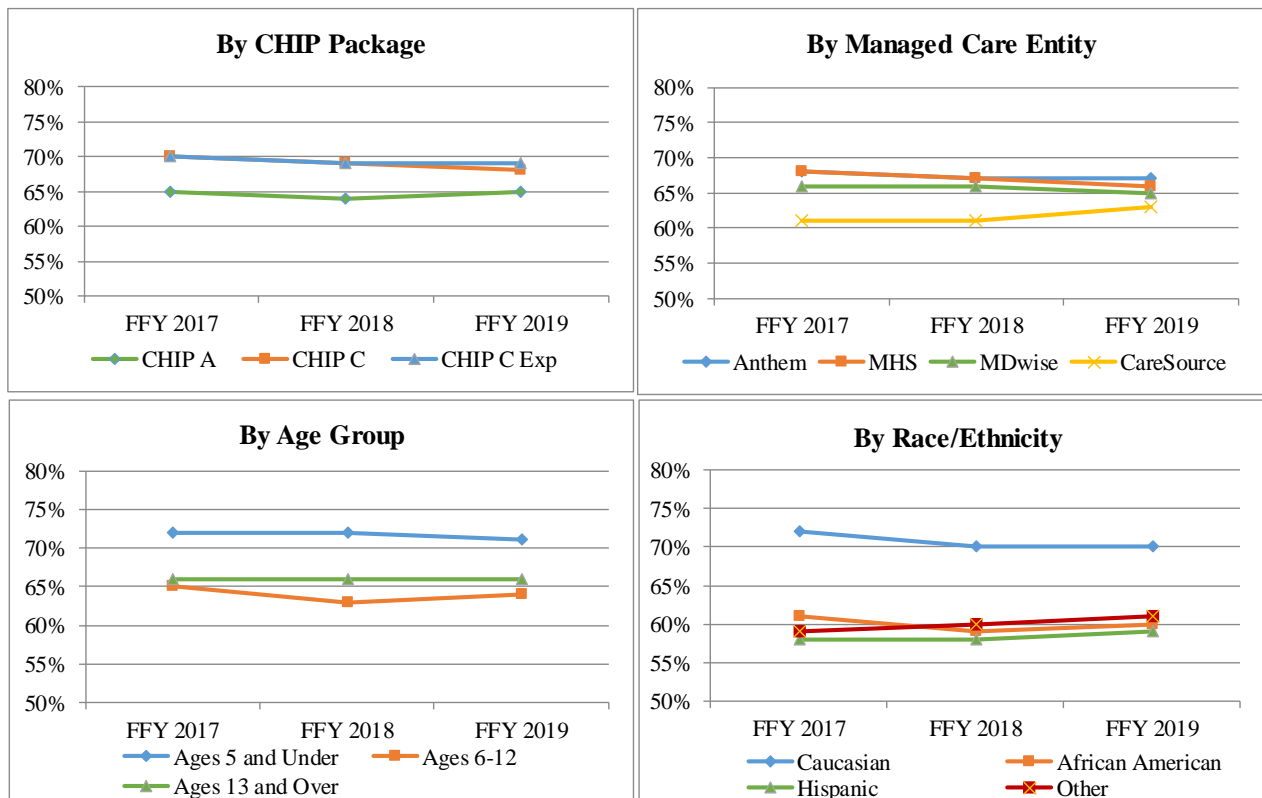 By CHIP Package
80%
75%
70%
65%
60%
55%
50%
FFY 2017 FFY 2018 FFY 2019
CHIP A CHIP C CHIP C Exp
By Managed Care Entity
80%
75%
70%
65%
60%
55%
50%
FFY 2017 FFY 2018 FFY 2019
Anthem MHS MDwise CareSource
By Age Group
80%
75%
70%
65%
60%
55%
50%
FFY 2017 FFY 2018 FFY 2019
Ages 5 and Under Ages 6-12
Ages 13 and Over
By Race/Ethnicity
80%
75%
70%
65%
60%
55%
50%
FFY 2017 FFY 2018 FFY 2019
Caucasian African American
Hispanic Other